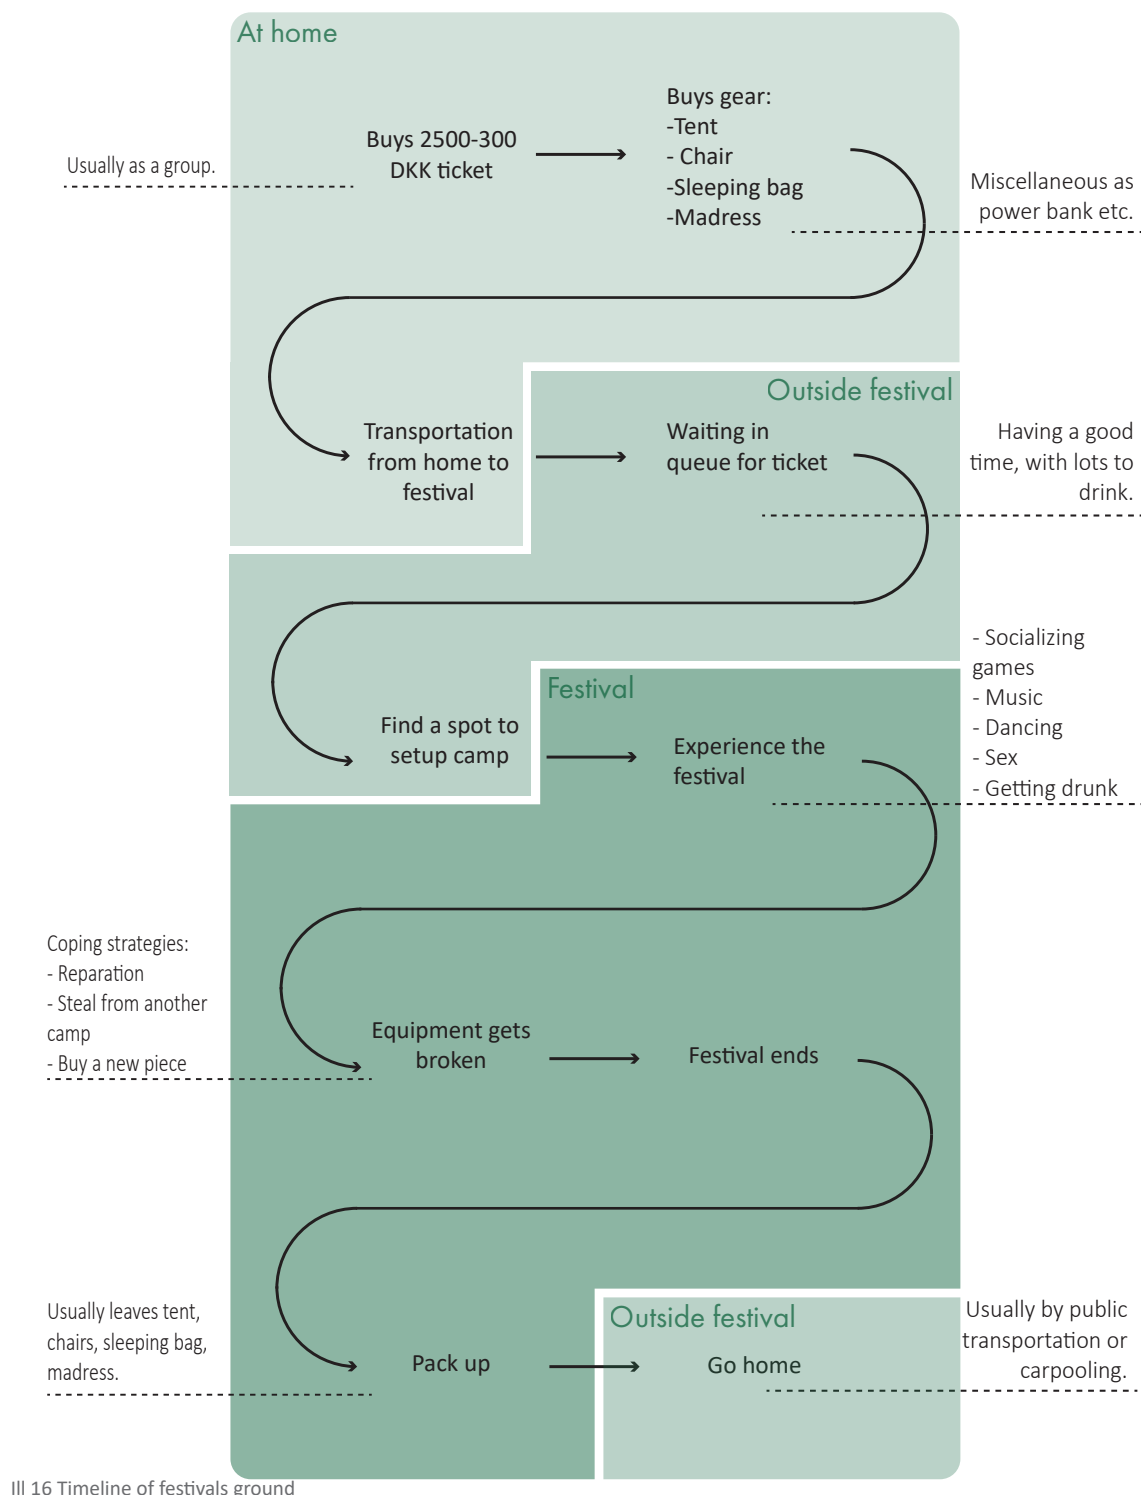 At home
Usually as a group.
Buys 2500-300
DKK ticket
Buys gear:
-Tent
- Chair
-Sleeping bag
-Madress
Miscellaneous as
power bank etc.
Transportation
from home to
festival
Outside festival
Waiting in
queue for ticket
Having a good
time, with lots to
drink.
Find a spot to
setup camp
Festival
Experience the
festival
- Socializing
games
- Music
- Dancing
- Sex
- Getting drunk
Coping strategies:
- Reparation
- Steal from another
camp
- Buy a new piece
Equipment gets
broken
Festival ends
Usually leaves tent,
chairs, sleeping bag,
madress.
Pack up
Outside festival
Go home
Usually by public
transportation or
carpooling.
Ill 16 Timeline of festivals ground